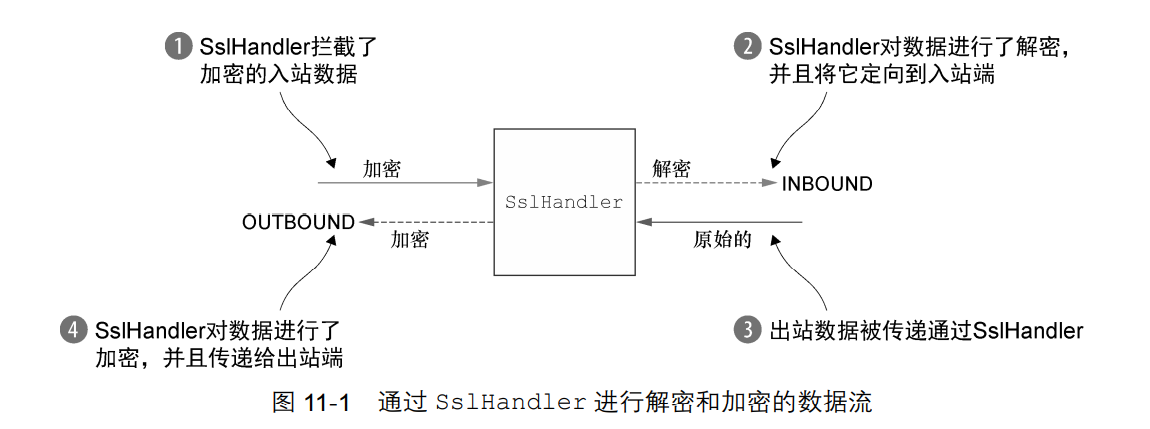 1 SslHandler拦截了
加密的入站数据
2 SslHandler对数据进行了解密，
并且将它定向到入站端
加密
解密
INBOUND
SslHandler
OUTBOUND
加密
原始的
4 SslHandler对数据进行了
加密，并且传递给出站端
3 出站数据被传递通过SslHandler
图 11-1 通过 SslHandler 进行解密和加密的数据流